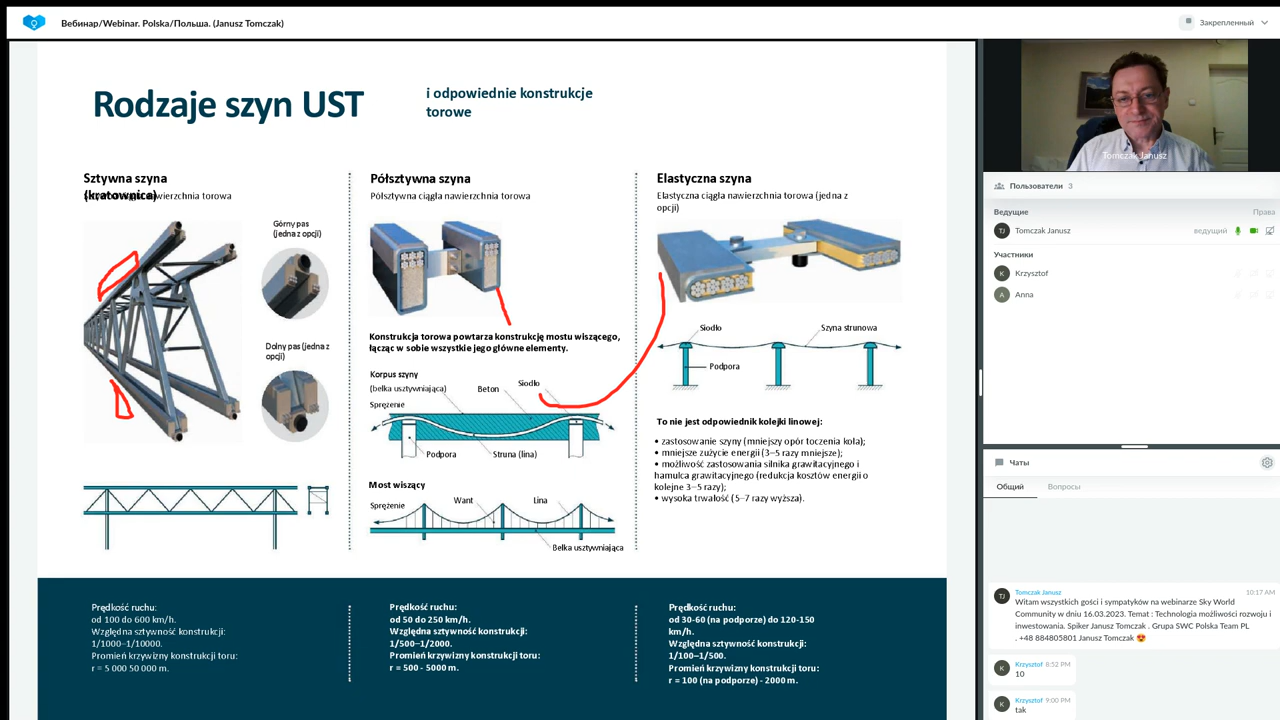 Вебинар/Webinar. Polska/Польша. (Janusz Tomczak)
Закрепленный
Rodzaje szyn UST
i odpowiednie konstrukcje
torowe
Sztywna szyna
(kratownica)
nawierzchnia torowa
Górny pas
(jedna z opcji)
Dolny pas (jedna z
opcji)
Półsztywna szyna
Półsztywna ciągła nawierzchnia torowa
Konstrukcja torowa powtarza konstrukcję mostu wiszącego,
łącząc w sobie wszystkie jego główne elementy.
Korpus szyny
(belka usztywniająca)
Beton
Siodło
Sprężenie
Podpora
Struna (lina)
Most wiszący
Sprężenie
Want
Lina
Belka usztywniająca
Elastyczna szyna
Elastyczna ciągła nawierzchnia torowa (jedna z
opcji)
Siodło
Szyna strunowa
Podpora
To nie jest odpowiednik kolejki linowej:
• zastosowanie szyny (mniejszy opór toczenia koła);
• mniejsze zużycie energii (3–5 razy mniejsze);
• możliwość zastosowania silnika grawitacyjnego i
hamulca grawitacyjnego (redukcja kosztów energii o
kolejne 3–5 razy);
• wysoka trwałość (5–7 razy wyższa).
Prędkość ruchu:
od 100 do 600 km/h.
Względna sztywność konstrukcji:
1/1000–1/10000.
Promień krzywizny konstrukcji toru:
r = 5 000 50 000 m.
Prędkość ruchu:
od 50 do 250 km/h.
Względna sztywność konstrukcji:
1/500–1/2000.
Promień krzywizny konstrukcji toru:
r = 500 - 5000 m.
Prędkość ruchu:
od 30-60 (na podporze) do 120-150
km/h.
Względna sztywność konstrukcji:
1/100–1/500.
Promień krzywizny konstrukcji toru:
r = 100 (na podporze) - 2000 m.
Tomczak Janusz
Пользователи 3
Ведущие
Права
TJ Tomczak Janusz ведущий
Участники
K Krzysztof
A Anna
Чаты
Общий
Вопросы
TJ Tomczak Janusz 10:17 AM
Witam wszystkich gości i sympatyków na webinarze Sky World
Community w dniu 16.03.2023. Temat : Technologia możliwości rozwoju i
inwestowania. Spiker Janusz Tomczak . Grupa SWC Polska Team PL
. +48 884805801 Janusz Tomczak 😍
K Krzysztof 8:52 PM
10
K Krzysztof 9:00 PM
tak